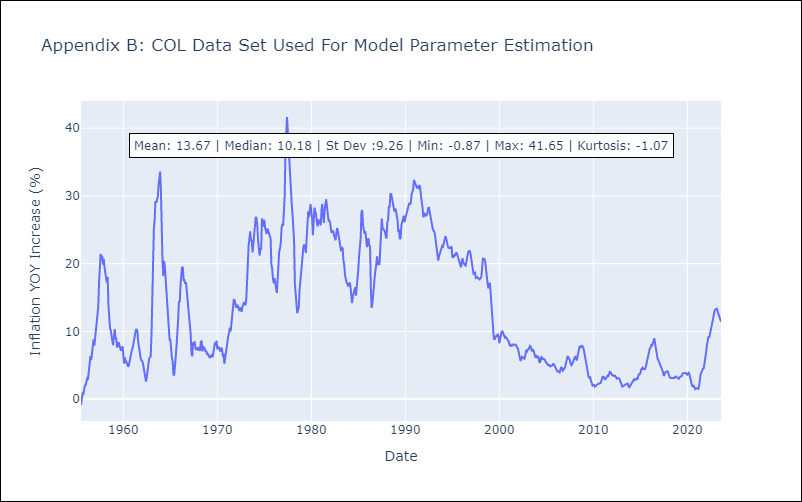 Appendix B: COL Data Set Used For Model Parameter Estimation
Mean: 13.67 | Median: 10.18 | St Dev :9.26 | Min: -0.87 | Max: 41.65 | Kurtosis: -1.07
Inflation YOY Increase (%)
40
30
20
10
0
1960 1970 1980 1990 2000 2010 2020
Date